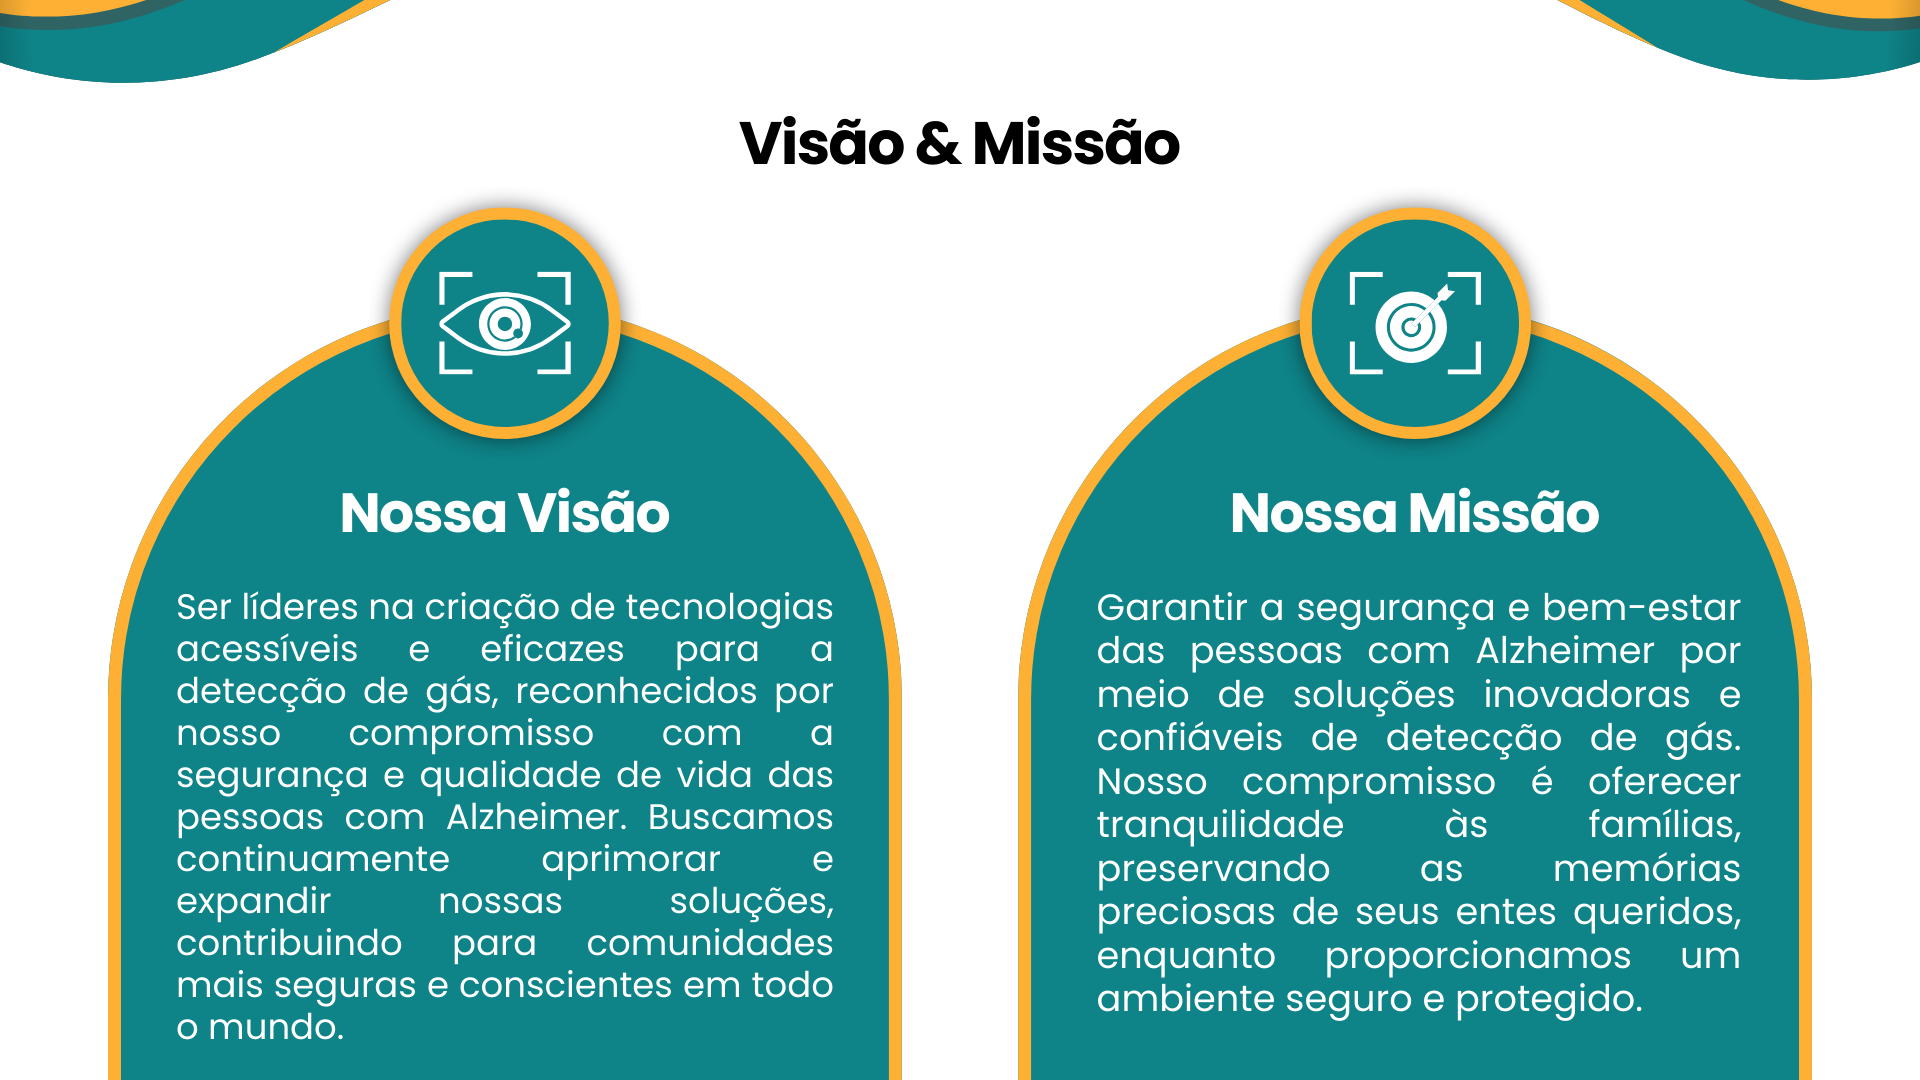 Visão & Missão
Nossa Visão
Ser líderes na criação de tecnologias
acessíveis e eficazes para a
detecção de gás, reconhecidos por
nosso compromisso com a
segurança e qualidade de vida das
pessoas com Alzheimer. Buscamos
continuamente aprimorar e
expandir nossas soluções,
contribuindo para comunidades
mais seguras e conscientes em todo
o mundo.
Nossa Missão
Garantir a segurança e bem-estar
das pessoas com Alzheimer por
meio de soluções inovadoras e
confiáveis de detecção de gás.
Nosso compromisso é oferecer
tranquilidade às famílias,
preservando as memórias
preciosas de seus entes queridos,
enquanto proporcionamos um
ambiente seguro e protegido.